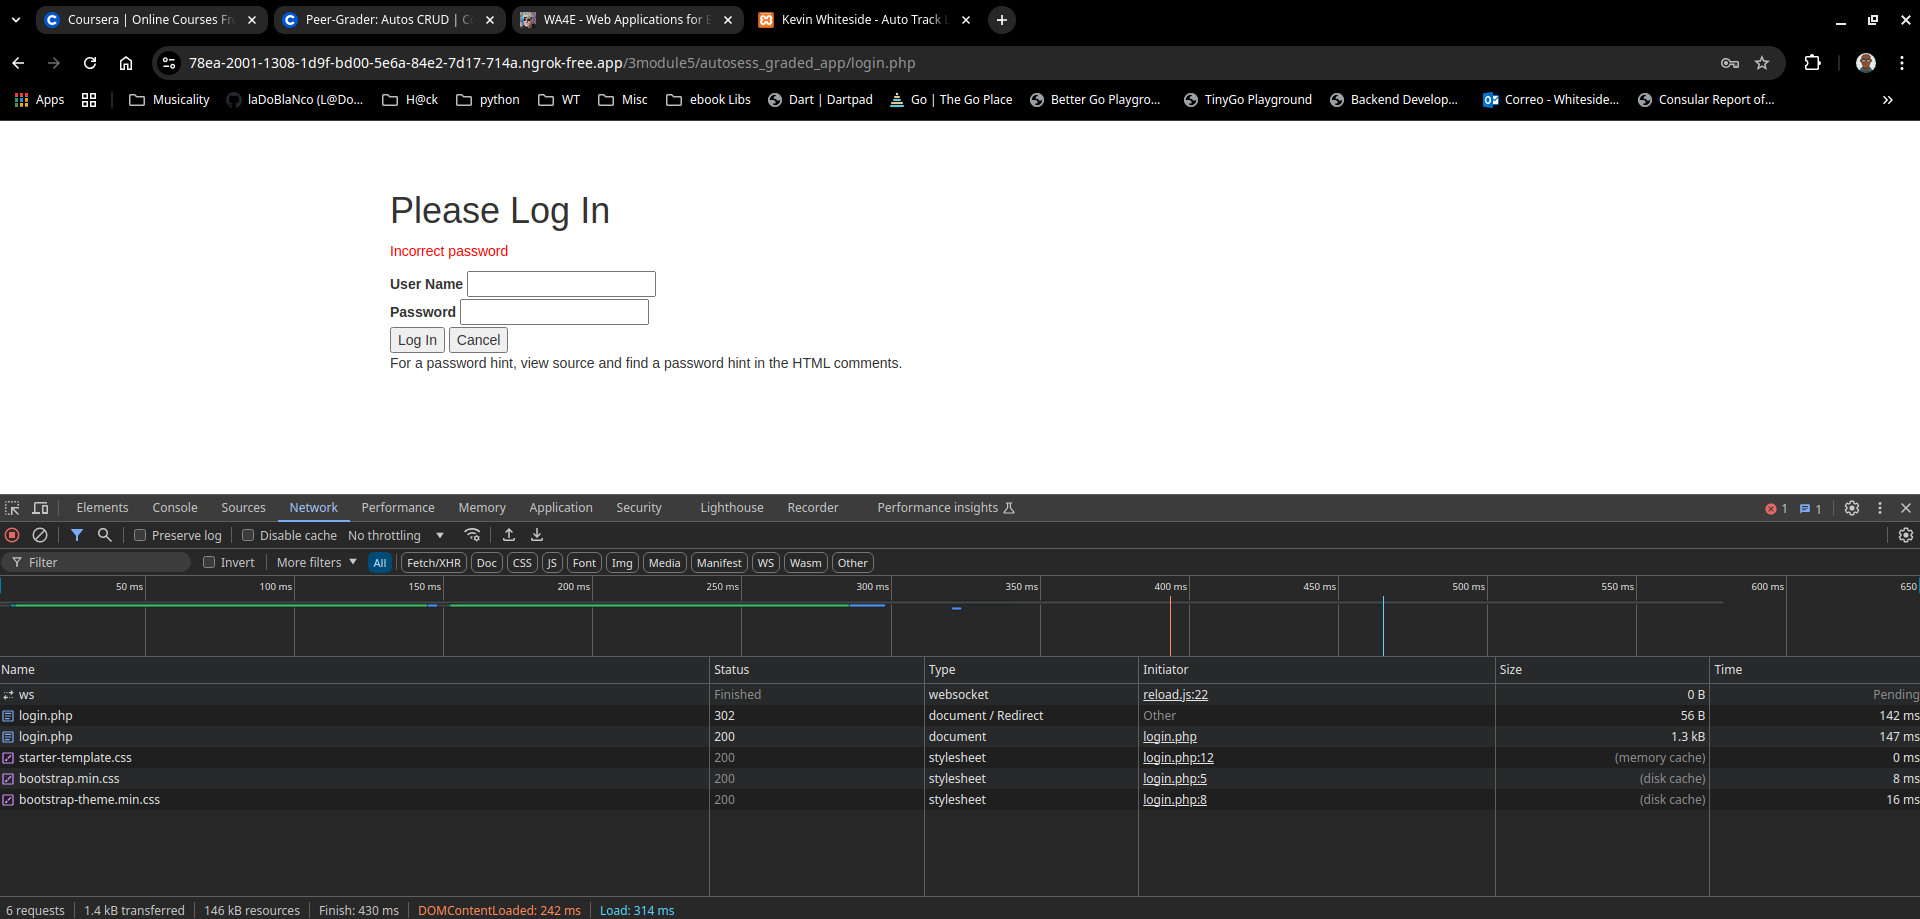 Coursera | Online Courses Fr
Peer-Grader: Autos CRUD | Co
WA4E - Web Applications for E
Kevin Whiteside - Auto Track L
78ea-2001-1308-1d9f-bd00-5e6a-84e2-7d17-714a.ngrok-free.app/3module5/autosess_graded_app/login.php
Apps Musicality laDoBlaNco (L@Do... H@ck python WT Misc ebook Libs Dart | Dartpad Go | The Go Place Better Go Playgro... TinyGo Playground Backend Develop... Correo - Whiteside... Consular Report of... »
Please Log In
Incorrect password
User Name
Password
Log In Cancel
For a password hint, view source and find a password hint in the HTML comments.
Elements Console Sources Network Performance Memory Application Security Lighthouse Recorder Performance insights 1 1
Preserve log Disable cache No throttling
Filter Invert More filters All Fetch/XHR Doc CSS JS Font Img Media Manifest WS Wasm Other
50 ms 100 ms 150 ms 200 ms 250 ms 300 ms 350 ms 400 ms 450 ms 500 ms 550 ms 600 ms 650
Name Status Type Initiator Size Time
ws Finished websocket reload.js:22 0 B Pending
login.php 302 document / Redirect Other 56 B 142 ms
login.php 200 document login.php 1.3 kB 147 ms
starter-template.css 200 stylesheet login.php:12 (memory cache) 0 ms
bootstrap.min.css 200 stylesheet login.php:5 (disk cache) 8 ms
bootstrap-theme.min.css 200 stylesheet login.php:8 (disk cache) 16 ms
6 requests 1.4 kB transferred 146 kB resources Finish: 430 ms DOMContentLoaded: 242 ms Load: 314 ms